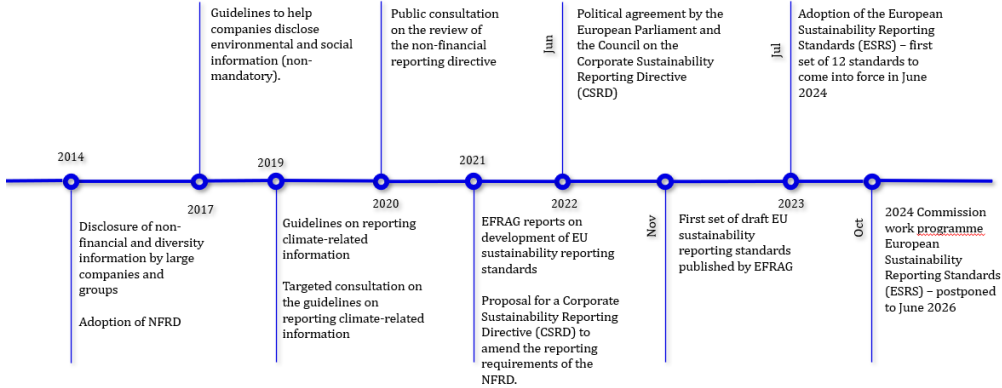 Guidelines to help
companies disclose
environmental and social
information (non-
mandatory).
Public consultation
on the review of
the non-financial
reporting directive
Jun
Political agreement by the
European Parliament and
the Council on the
Corporate Sustainability
Reporting Directive
(CSRD)
Jul
Adoption of the European
Sustainability Reporting
Standards (ESRS) – first
set of 12 standards to
come into force in June
2024
2014
2017
2019
2020
2021
2022
2023
Disclosure of non-
financial and diversity
information by large
companies and
groups
Adoption of NFRD
Guidelines on reporting
climate-related
information
Targeted consultation on
the guidelines on
reporting climate-related
information
EFRAG reports on
development of EU
sustainability reporting
standards
Proposal for a Corporate
Sustainability Reporting
Directive (CSRD) to
amend the reporting
requirements of the
NFRD.
Nov
First set of draft EU
sustainability
reporting standards
published by EFRAG
Oct
2024 Commission
work programme
European
Sustainability
Reporting Standards
(ESRS) – postponed
to June 2026